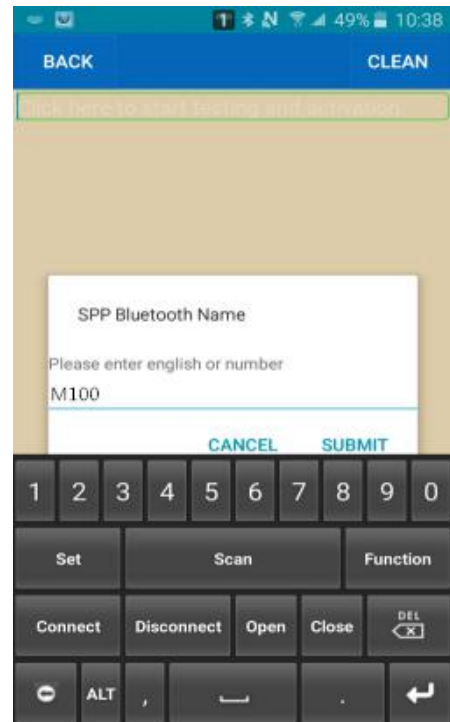 1 49% 10:38
BACK CLEAN
Click here to start testing and activation
SPP Bluetooth Name
Please enter english or number
M100
CANCEL SUBMIT
1 2 3 4 5 6 7 8 9 0
Set Scan Function
Connect Disconnect Open Close DEL
ALT , .